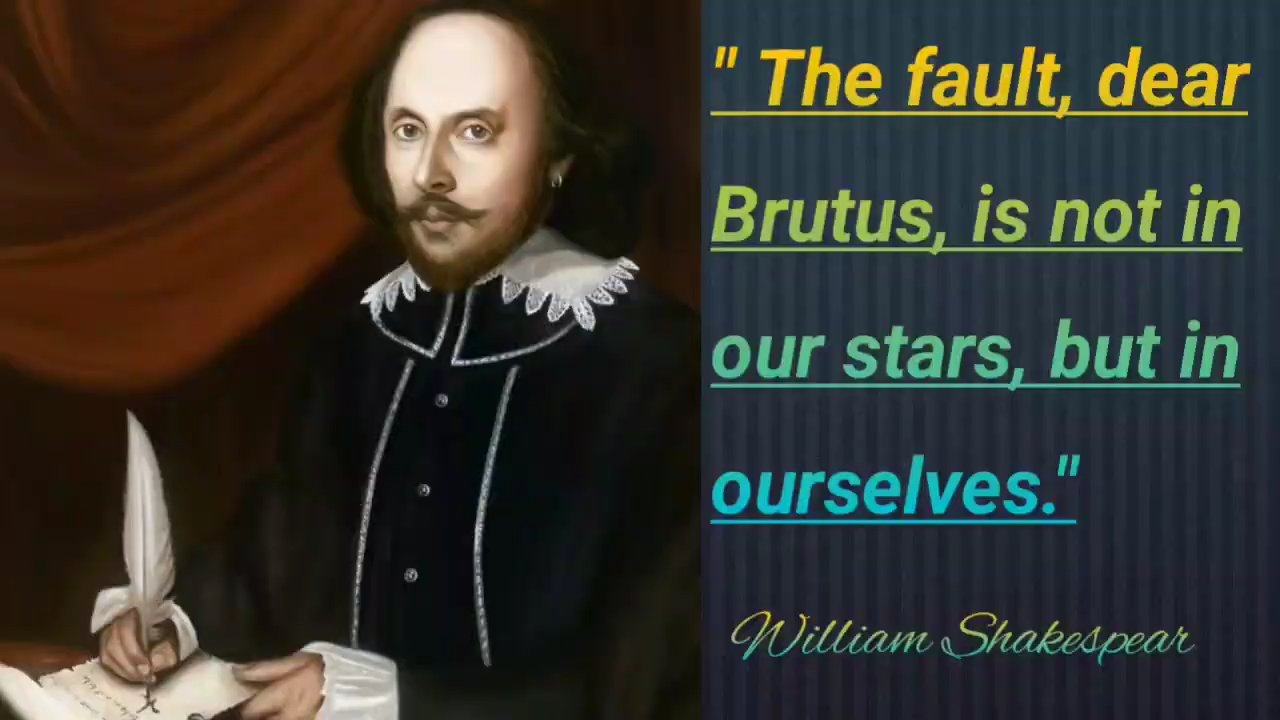 " The fault, dear
Brutus, is not in
our stars, but in
ourselves."
William Shakespear